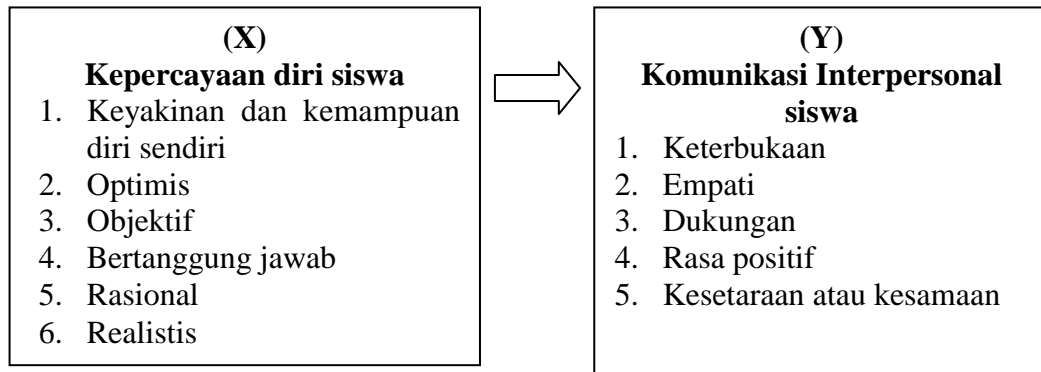 (X)
Kepercayaan diri siswa
1. Keyakinan dan kemampuan
diri sendiri
2. Optimis
3. Objektif
4. Bertanggung jawab
5. Rasional
6. Realistis
(Y)
Komunikasi Interpersonal
siswa
1. Keterbukaan
2. Empati
3. Dukungan
4. Rasa positif
5. Kesetaraan atau kesamaan